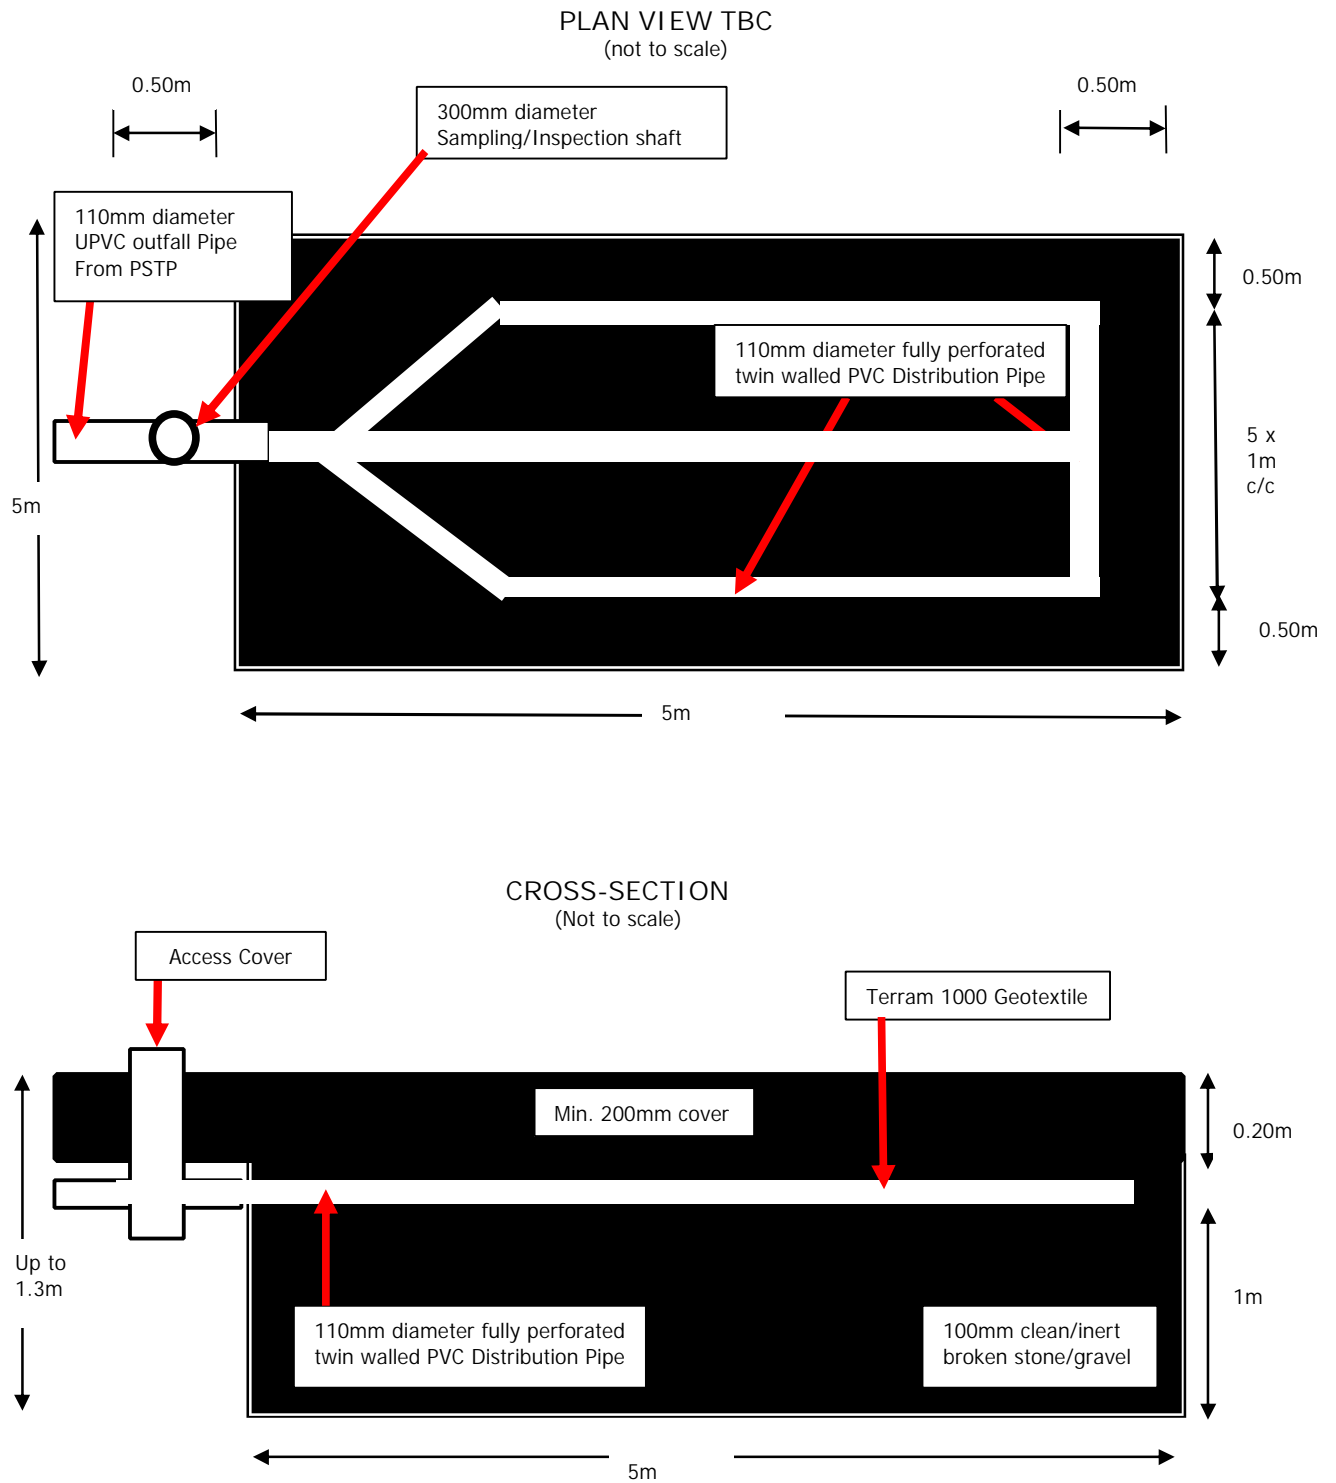 PLAN VIEW TBC
(not to scale)
0.50m
0.50m
300mm diameter
Sampling/Inspection shaft
110mm diameter
UPVC outfall Pipe
From PSTP
0.50m
110mm diameter fully perforated
twin walled PVC Distribution Pipe
5 x
1m
c/c
5m
0.50m
5m
CROSS-SECTION
(Not to scale)
Access Cover
Terram 1000 Geotextile
Min. 200mm cover
0.20m
Up to
1.3m
1m
110mm diameter fully perforated
twin walled PVC Distribution Pipe
100mm clean/inert
broken stone/gravel
5m